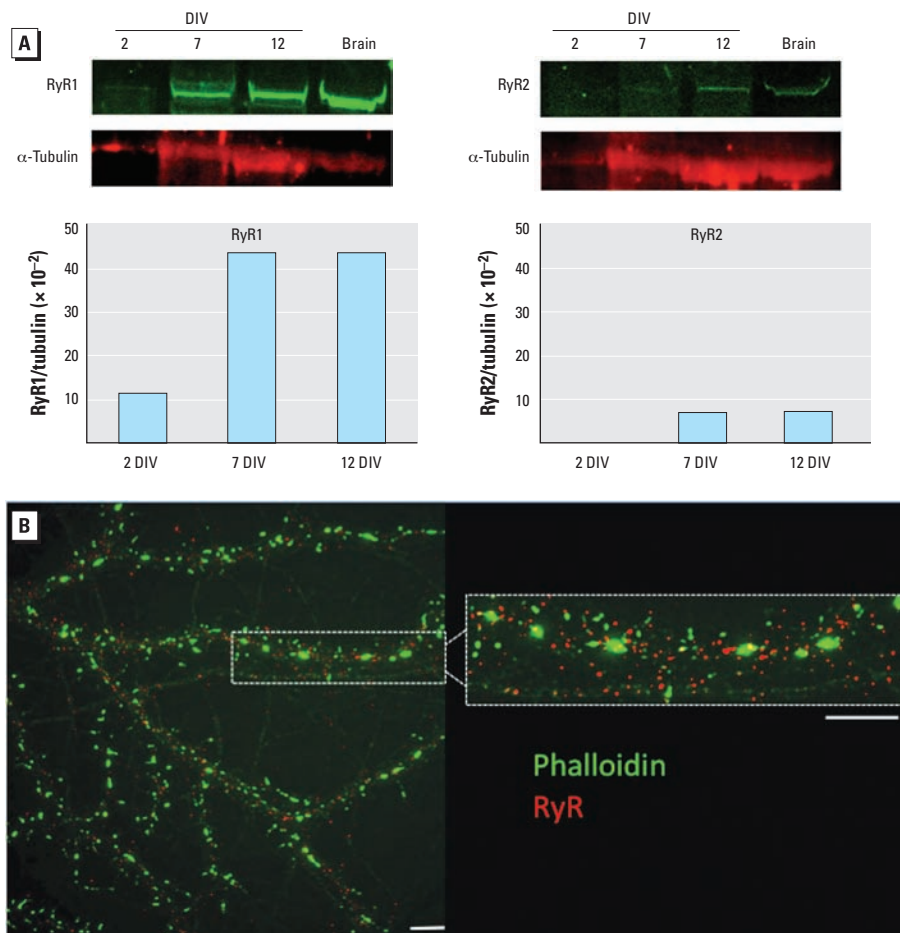 A
DIV
2 7 12 Brain
RyR1
α-Tubulin
DIV
2 7 12 Brain
RyR2
α-Tubulin
RyR1
RyR1/tubulin (× 10⁻²)
50
40
30
20
10
2 DIV 7 DIV 12 DIV
RyR2
RyR2/tubulin (× 10⁻²)
50
40
30
20
10
2 DIV 7 DIV 12 DIV
B
Phalloidin
RyR